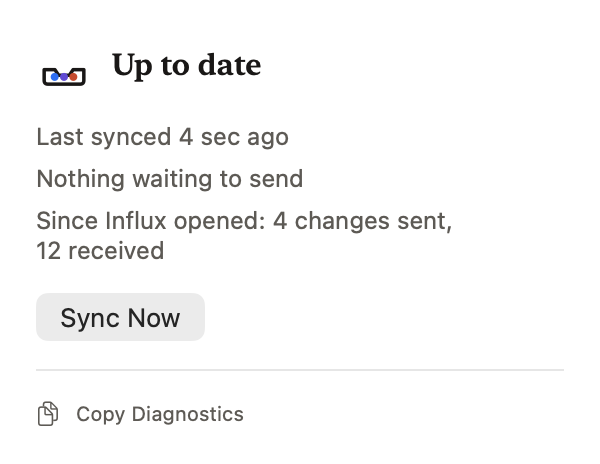 Up to date
Last synced 4 sec ago
Nothing waiting to send
Since Influx opened: 4 changes sent,
12 received
Sync Now
Copy Diagnostics